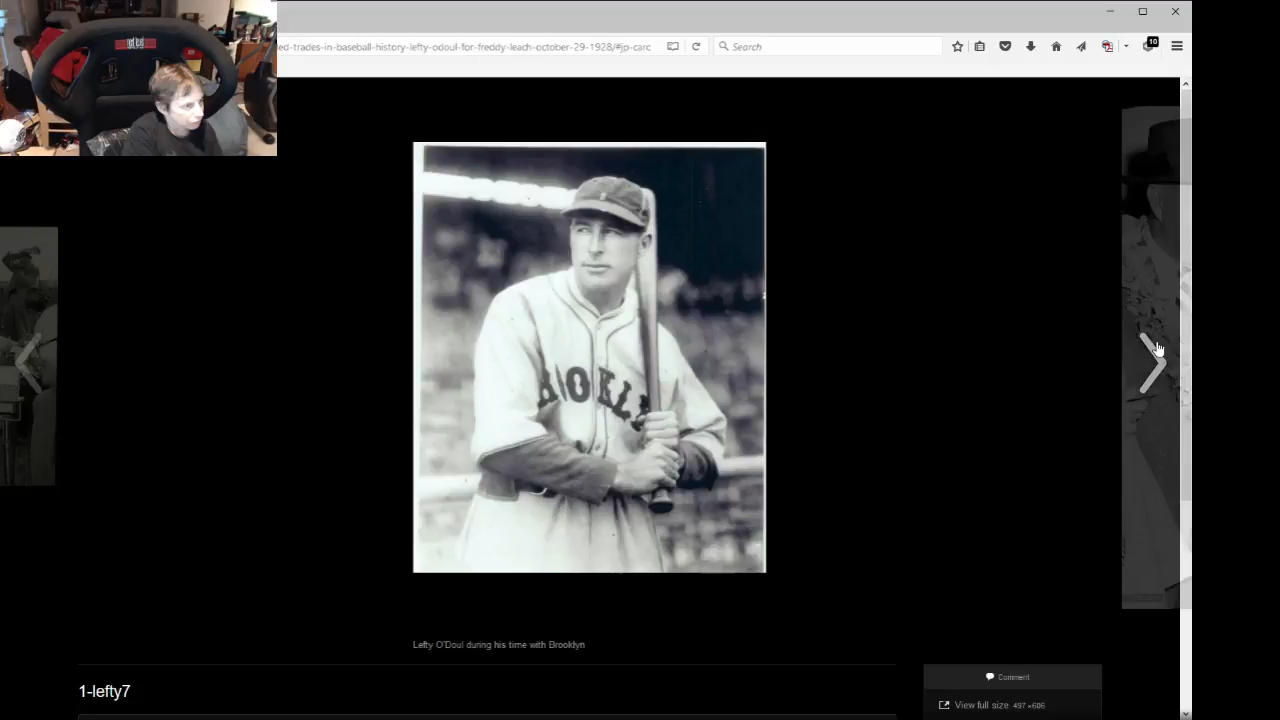 ed-trades-in-baseball-history-lefty-odoul-for-freddy-leach-october-29-1928/#jp-carc
Search
10
Lefty O'Doul during his time with Brooklyn
1-lefty7
Comment
View full size 497×606